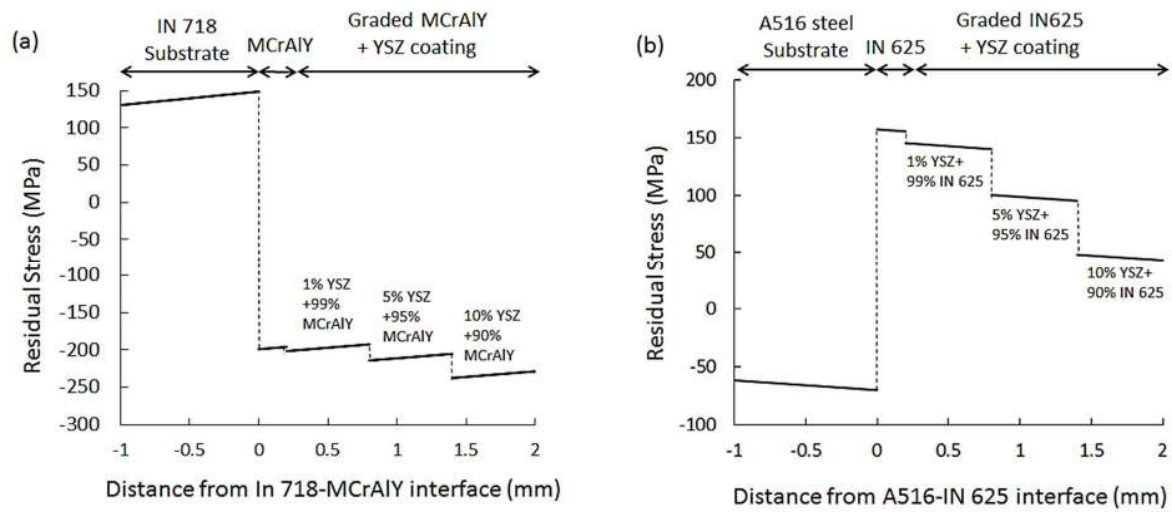 (a)
IN 718
Substrate
MCrAlY
Graded MCrAlY
+ YSZ coating
Residual Stress (MPa)
150
100
50
0
-50
-100
-150
-200
-250
-300
1% YSZ
+99%
MCrAlY
5% YSZ
+95%
MCrAlY
10% YSZ
+90%
MCrAlY
-1
-0.5
0
0.5
1
1.5
2
Distance from In 718-MCrAlY interface (mm)
(b)
A516 steel
Substrate
IN 625
Graded IN625
+ YSZ coating
Residual Stress (MPa)
200
150
100
50
0
-50
-100
1% YSZ+
99% IN 625
5% YSZ+
95% IN 625
10% YSZ+
90% IN 625
-1
-0.5
0
0.5
1
1.5
2
Distance from A516-IN 625 interface (mm)